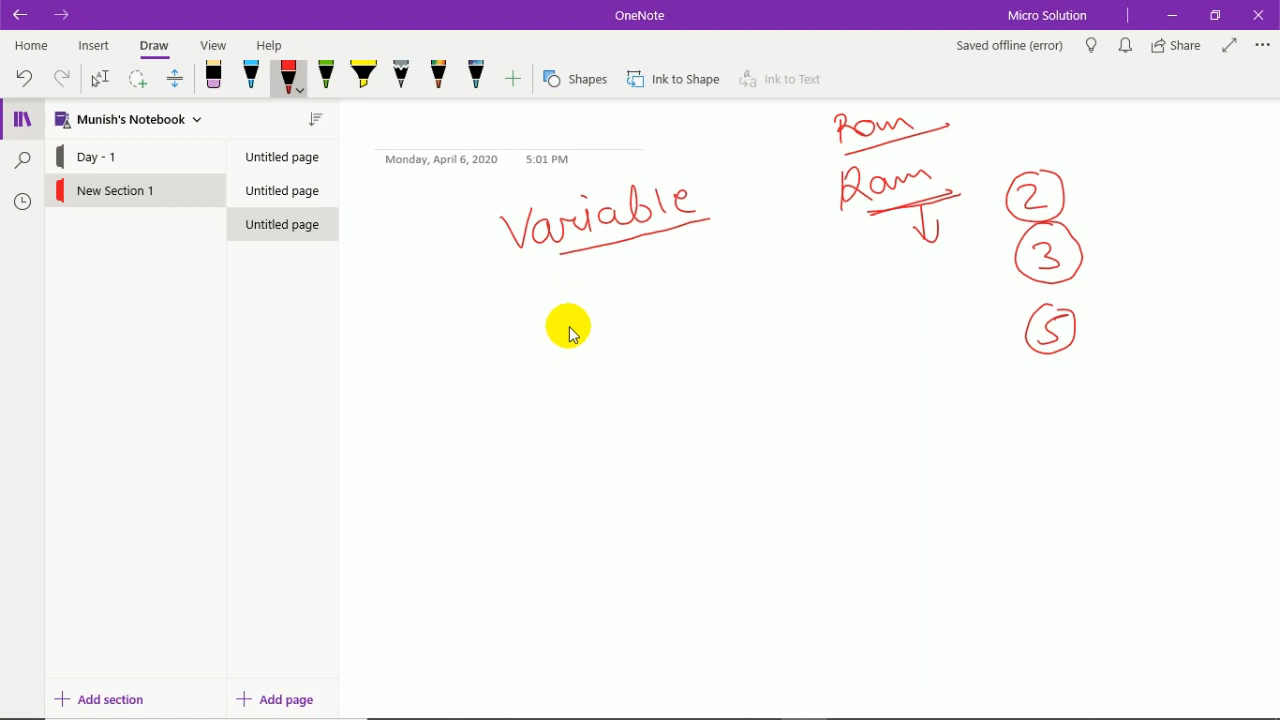 OneNote
Micro Solution
Home Insert Draw View Help
Saved offline (error)
Share
Shapes
Ink to Shape
Ink to Text
Munish's Notebook
Day - 1
New Section 1
Untitled page
Untitled page
Untitled page
Monday, April 6, 2020 5:01 PM
Variable
Rom
Ram
2
3
5
Add section
Add page